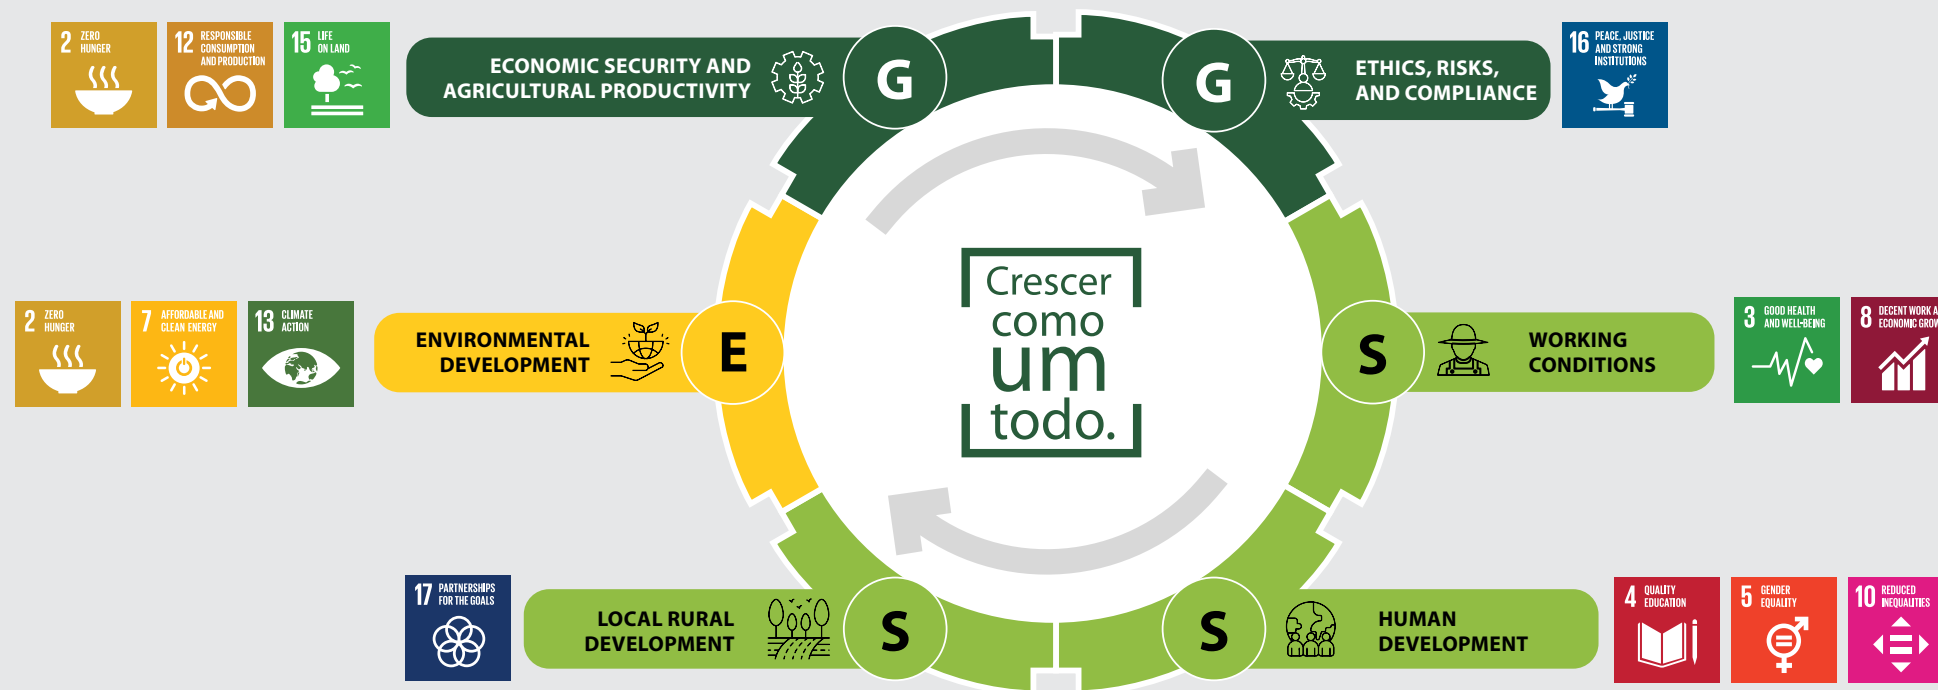 2 ZERO
HUNGER
12 RESPONSIBLE
CONSUMPTION
AND PRODUCTION
15 LIFE
ON LAND
ECONOMIC SECURITY AND
AGRICULTURAL PRODUCTIVITY
G
G
ETHICS, RISKS,
AND COMPLIANCE
16 PEACE, JUSTICE
AND STRONG
INSTITUTIONS
2 ZERO
HUNGER
7 AFFORDABLE AND
CLEAN ENERGY
13 CLIMATE
ACTION
ENVIRONMENTAL
DEVELOPMENT
E
Crescer
como
um
todo.
S
WORKING
CONDITIONS
3 GOOD HEALTH
AND WELL-BEING
8 DECENT WORK A
ECONOMIC GROW
17 PARTNERSHIPS
FOR THE GOALS
LOCAL RURAL
DEVELOPMENT
S
S
HUMAN
DEVELOPMENT
4 QUALITY
EDUCATION
5 GENDER
EQUALITY
10 REDUCED
INEQUALITIES